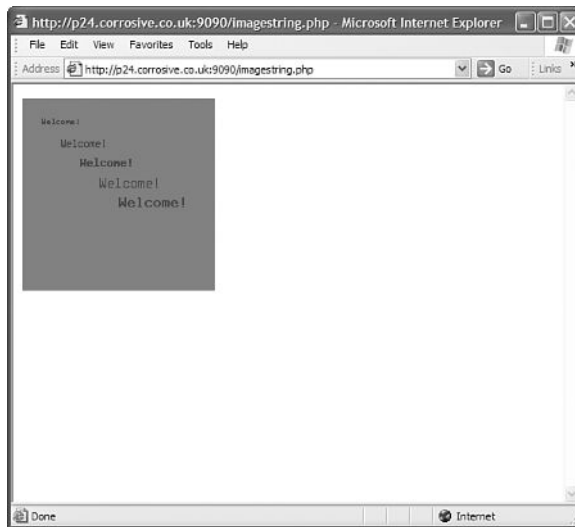 http://p24.corrosive.co.uk:9090/imagestring.php - Microsoft Internet Explorer
File Edit View Favorites Tools Help
Address http://p24.corrosive.co.uk:9090/imagestring.php Go Links »
Welcome!
Welcome!
Welcome!
Welcome!
Welcome!
Done Internet